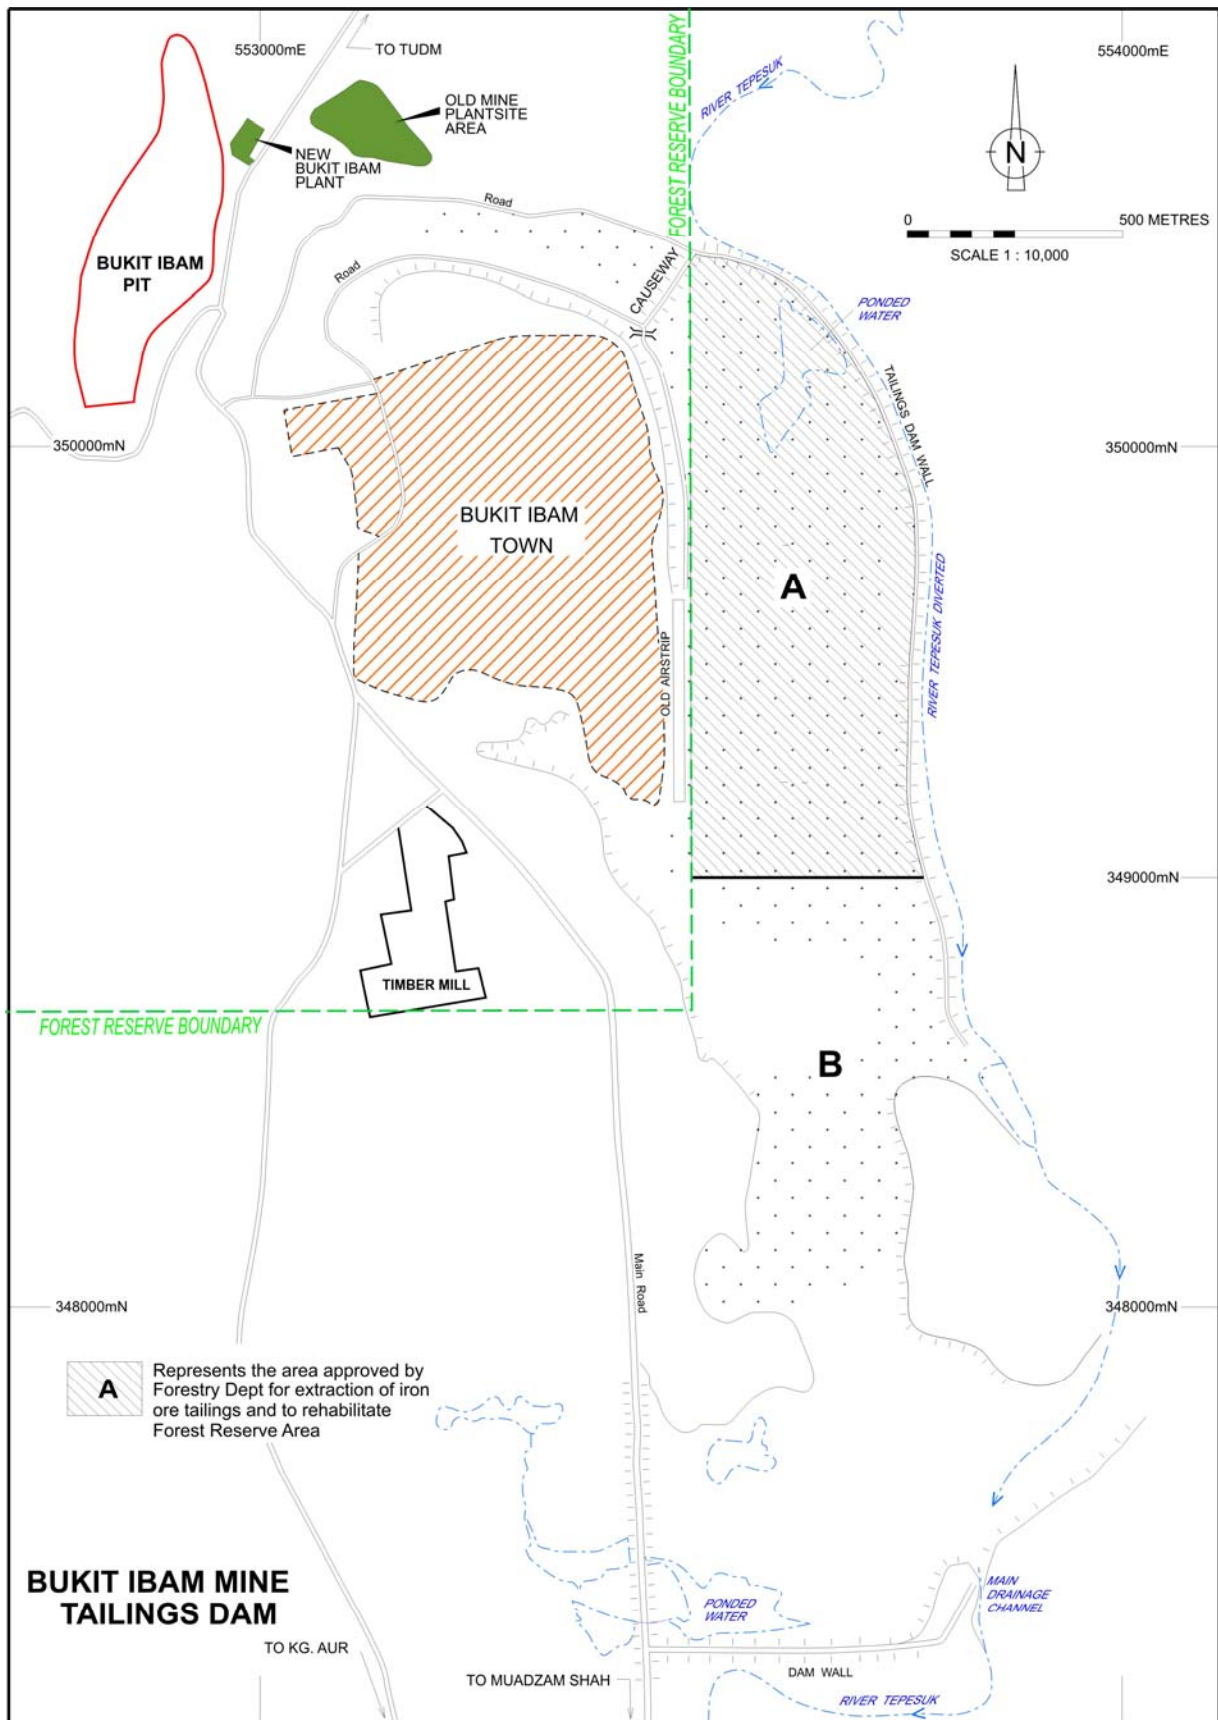 553000mE
TO TUDM
FOREST RESERVE BOUNDARY
RIVER TEPESUK
554000mE
OLD MINE
PLANTSITE
AREA
NEW
BUKIT IBAM
PLANT
N
0
500 METRES
SCALE 1 : 10,000
Road
BUKIT IBAM
PIT
Road
CAUSEWAY
PONDED
WATER
TAILINGS DAM WALL
350000mN
350000mN
BUKIT IBAM
TOWN
A
RIVER TEPESUK DIVERTED
OLD AIRSTRIP
349000mN
TIMBER MILL
FOREST RESERVE BOUNDARY
B
Main Road
348000mN
348000mN
A
Represents the area approved by
Forestry Dept for extraction of iron
ore tailings and to rehabilitate
Forest Reserve Area
BUKIT IBAM MINE
TAILINGS DAM
PONDED
WATER
MAIN
DRAINAGE
CHANNEL
TO KG. AUR
TO MUADZAM SHAH
DAM WALL
RIVER TEPESUK